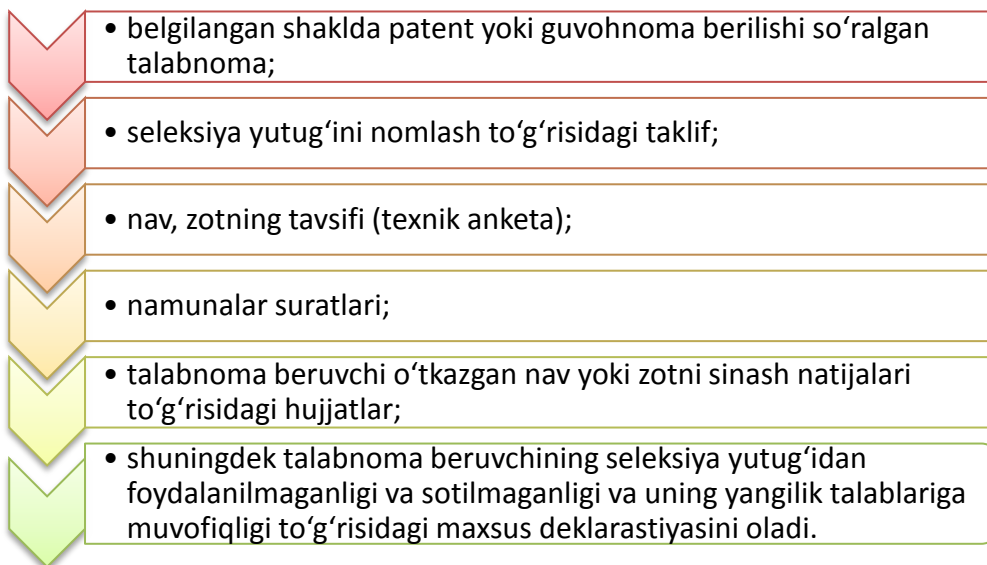 • belgilangan shaklda patent yoki guvohnoma berilishi so‘ralgan
talabnoma;
• seleksiya yutug‘ini nomlash to‘g‘risidagi taklif;
• nav, zotning tavsifi (texnik anketa);
• namunalar suratlari;
• talabnoma beruvchi o‘tkazgan nav yoki zotni sinash natijalari
to‘g‘risidagi hujjatlar;
• shuningdek talabnoma beruvchining seleksiya yutug‘idan
foydalanilmaganligi va sotilmaganligi va uning yangilik talablariga
muvofiqligi to‘g‘risidagi maxsus deklarastiyasini oladi.